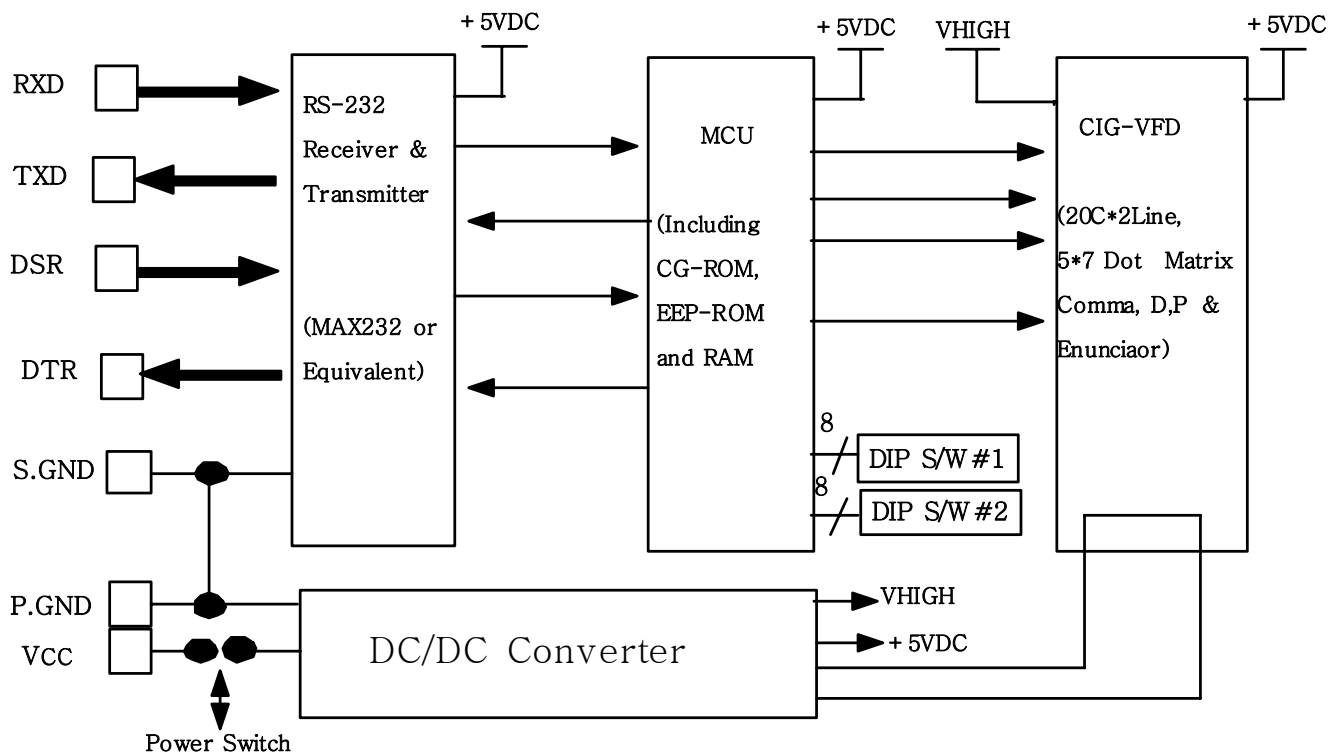 +5VDC
+5VDC
VHIGH
+5VDC
RXD
TXD
DSR
DTR
S.GND
P.GND
VCC
RS-232
Receiver &
Transmitter
(MAX232 or
Equivalent)
MCU
(Including
CG-ROM,
EEP-ROM
and RAM
CIG-VFD
(20C*2Line,
5*7 Dot Matrix
Comma, D,P &
Enunciaor)
8
DIP S/W #1
8
DIP S/W #2
DC/DC Converter
VHIGH
+5VDC
Power Switch